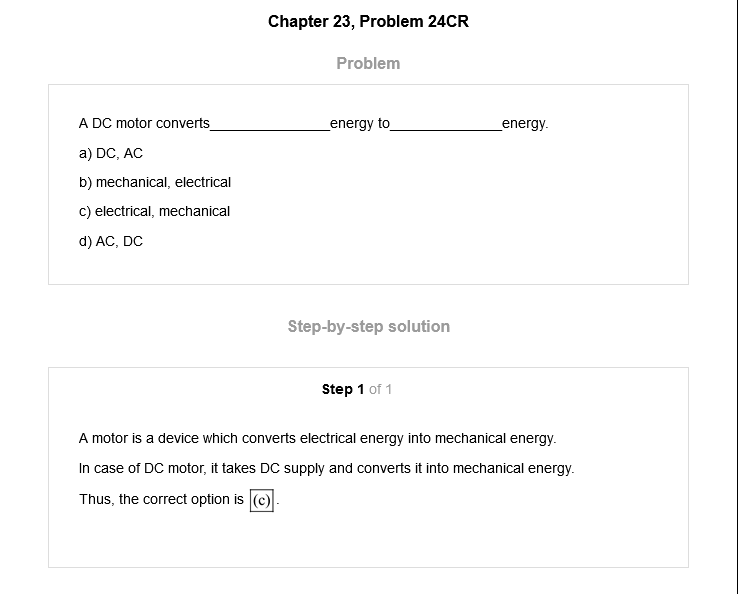 Chapter 23, Problem 24CR
Problem
A DC motor converts_______________energy to______________energy.
a) DC, AC
b) mechanical, electrical
c) electrical, mechanical
d) AC, DC
Step-by-step solution
Step 1 of 1
A motor is a device which converts electrical energy into mechanical energy.
In case of DC motor, it takes DC supply and converts it into mechanical energy.
Thus, the correct option is (c).